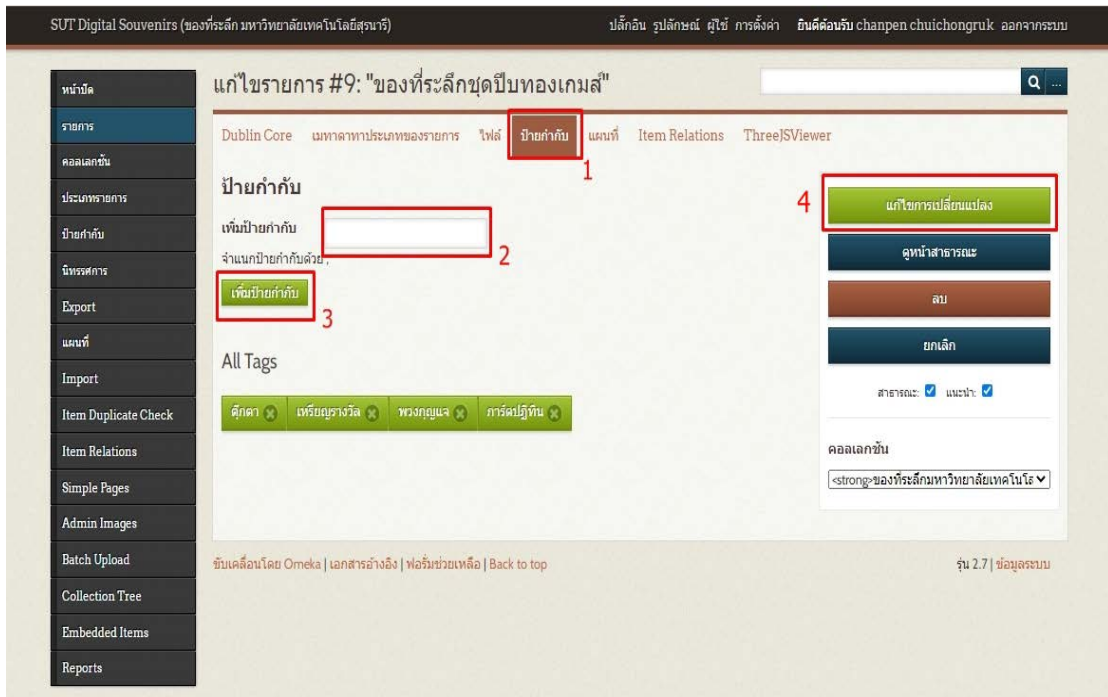 SUT Digital Souvenirs (ของที่ระลึก มหาวิทยาลัยเทคโนโลยีสุรนารี)
ปลั๊กอิน รูปลักษณ์ ผู้ใช้ การตั้งค่า ยินดีต้อนรับ chanpen chuichongruk ออกจากระบบ
หน้าปัด
รายการ
คอลเลกชัน
ประเภทรายการ
ป้ายกำกับ
นิทรรศการ
Export
แผนที่
Import
Item Duplicate Check
Item Relations
Simple Pages
Admin Images
Batch Upload
Collection Tree
Embedded Items
Reports
แก้ไขรายการ #9: "ของที่ระลึกชุดปีบทองเกมส์"
...
Dublin Core เมทาดาทาประเภทของรายการ ไฟล์ ป้ายกำกับ แผนที่ Item Relations ThreeJSViewer
1
ป้ายกำกับ
เพิ่มป้ายกำกับ
2
จำแนกป้ายกำกับด้วย ,
เพิ่มป้ายกำกับ
3
All Tags
ตุ๊กตา เหรียญรางวัล พวงกุญแจ การ์ดปฏิทิน
4
แก้ไขการเปลี่ยนแปลง
ดูหน้าสาธารณะ
ลบ
ยกเลิก
สาธารณะ: แนะนำ:
คอลเลกชัน
<strong>ของที่ระลึกมหาวิทยาลัยเทคโนโลยี
ขับเคลื่อนโดย Omeka | เอกสารอ้างอิง | ฟอรั่มช่วยเหลือ | Back to top
รุ่น 2.7 | ข้อมูลระบบ